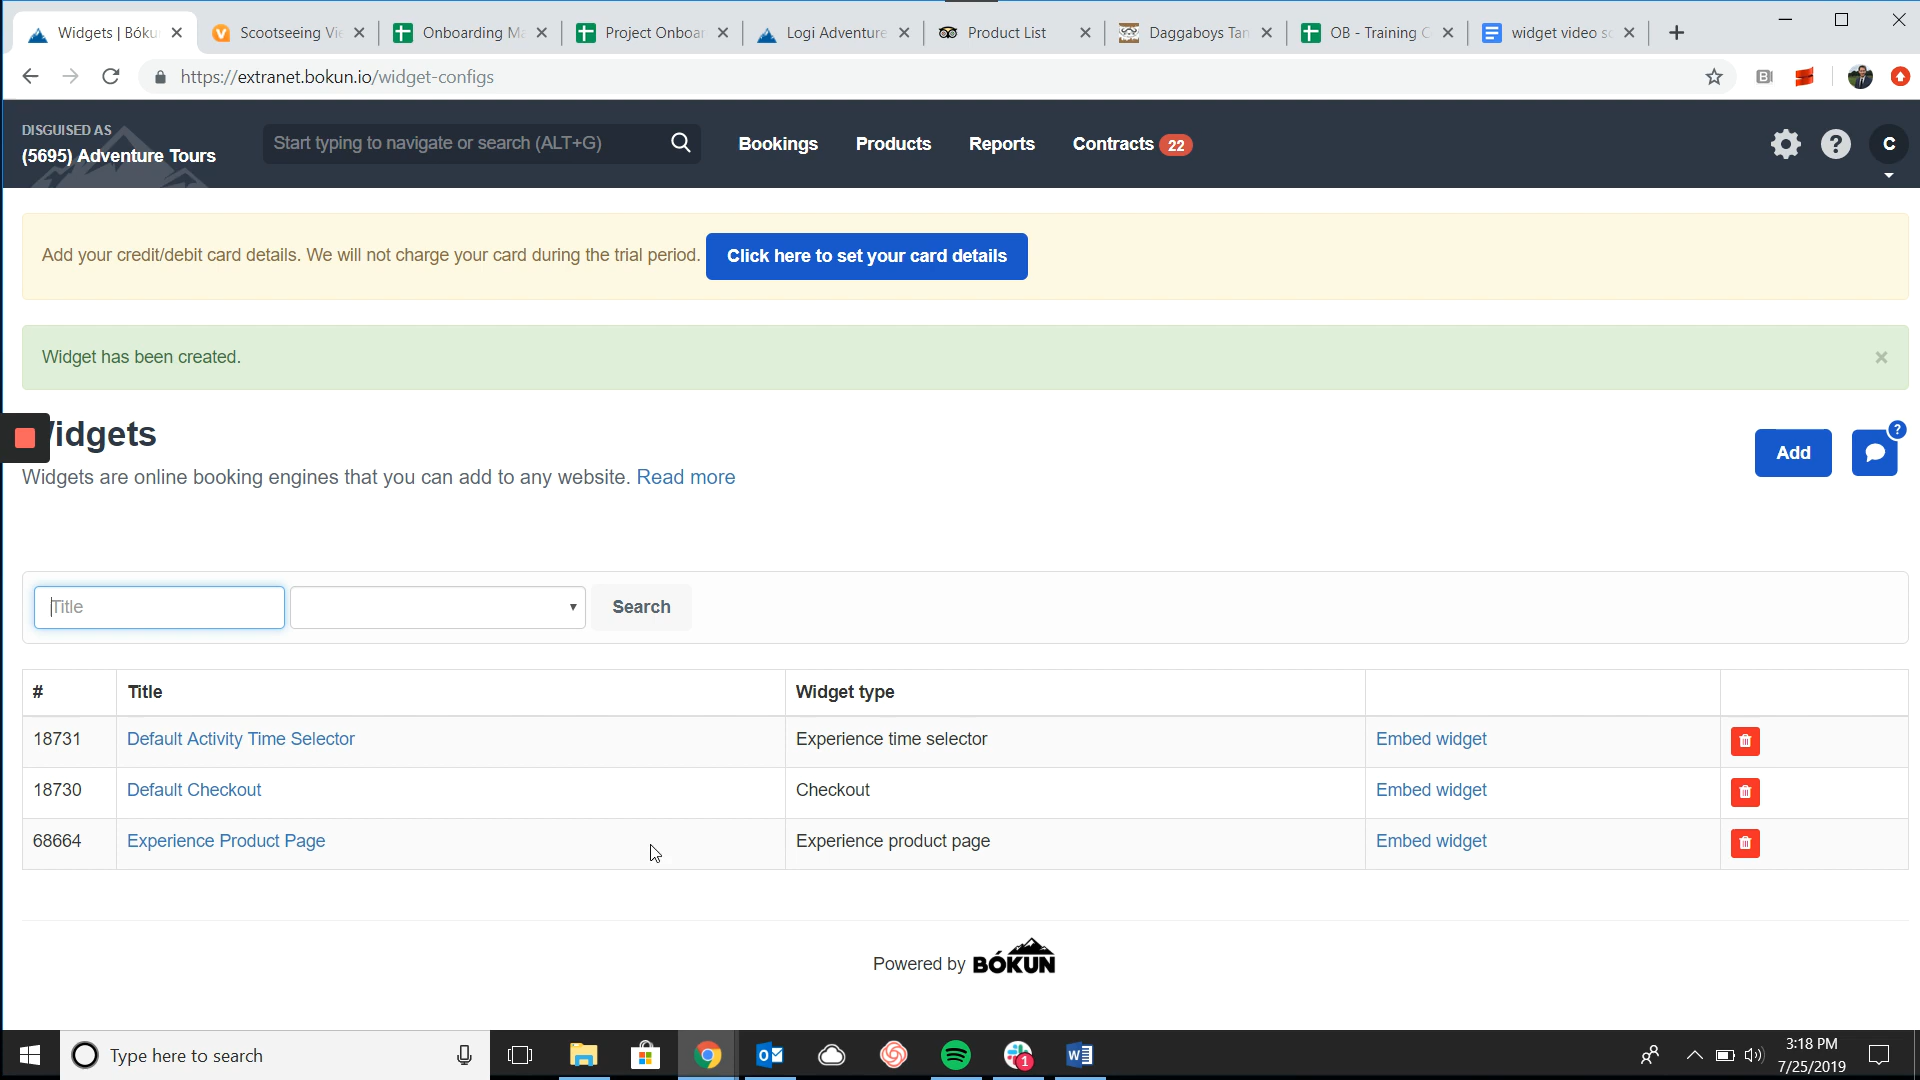 Widgets | Bóku
Scootseeing Vie
Onboarding Ma
Project Onboar
Logi Adventure
Product List
Daggaboys Tan
OB - Training C
widget video sc
https://extranet.bokun.io/widget-configs
DISGUISED AS
(5695) Adventure Tours
Start typing to navigate or search (ALT+G)
Bookings
Products
Reports
Contracts 22
?
C
Add your credit/debit card details. We will not charge your card during the trial period.
Click here to set your card details
Widget has been created.
×
idgets
Widgets are online booking engines that you can add to any website. Read more
Add
?
Title
Search
# Title Widget type
18731 Default Activity Time Selector Experience time selector Embed widget
18730 Default Checkout Checkout Embed widget
68664 Experience Product Page Experience product page Embed widget
Powered by BÓKUN
Type here to search
1
3:18 PM
7/25/2019